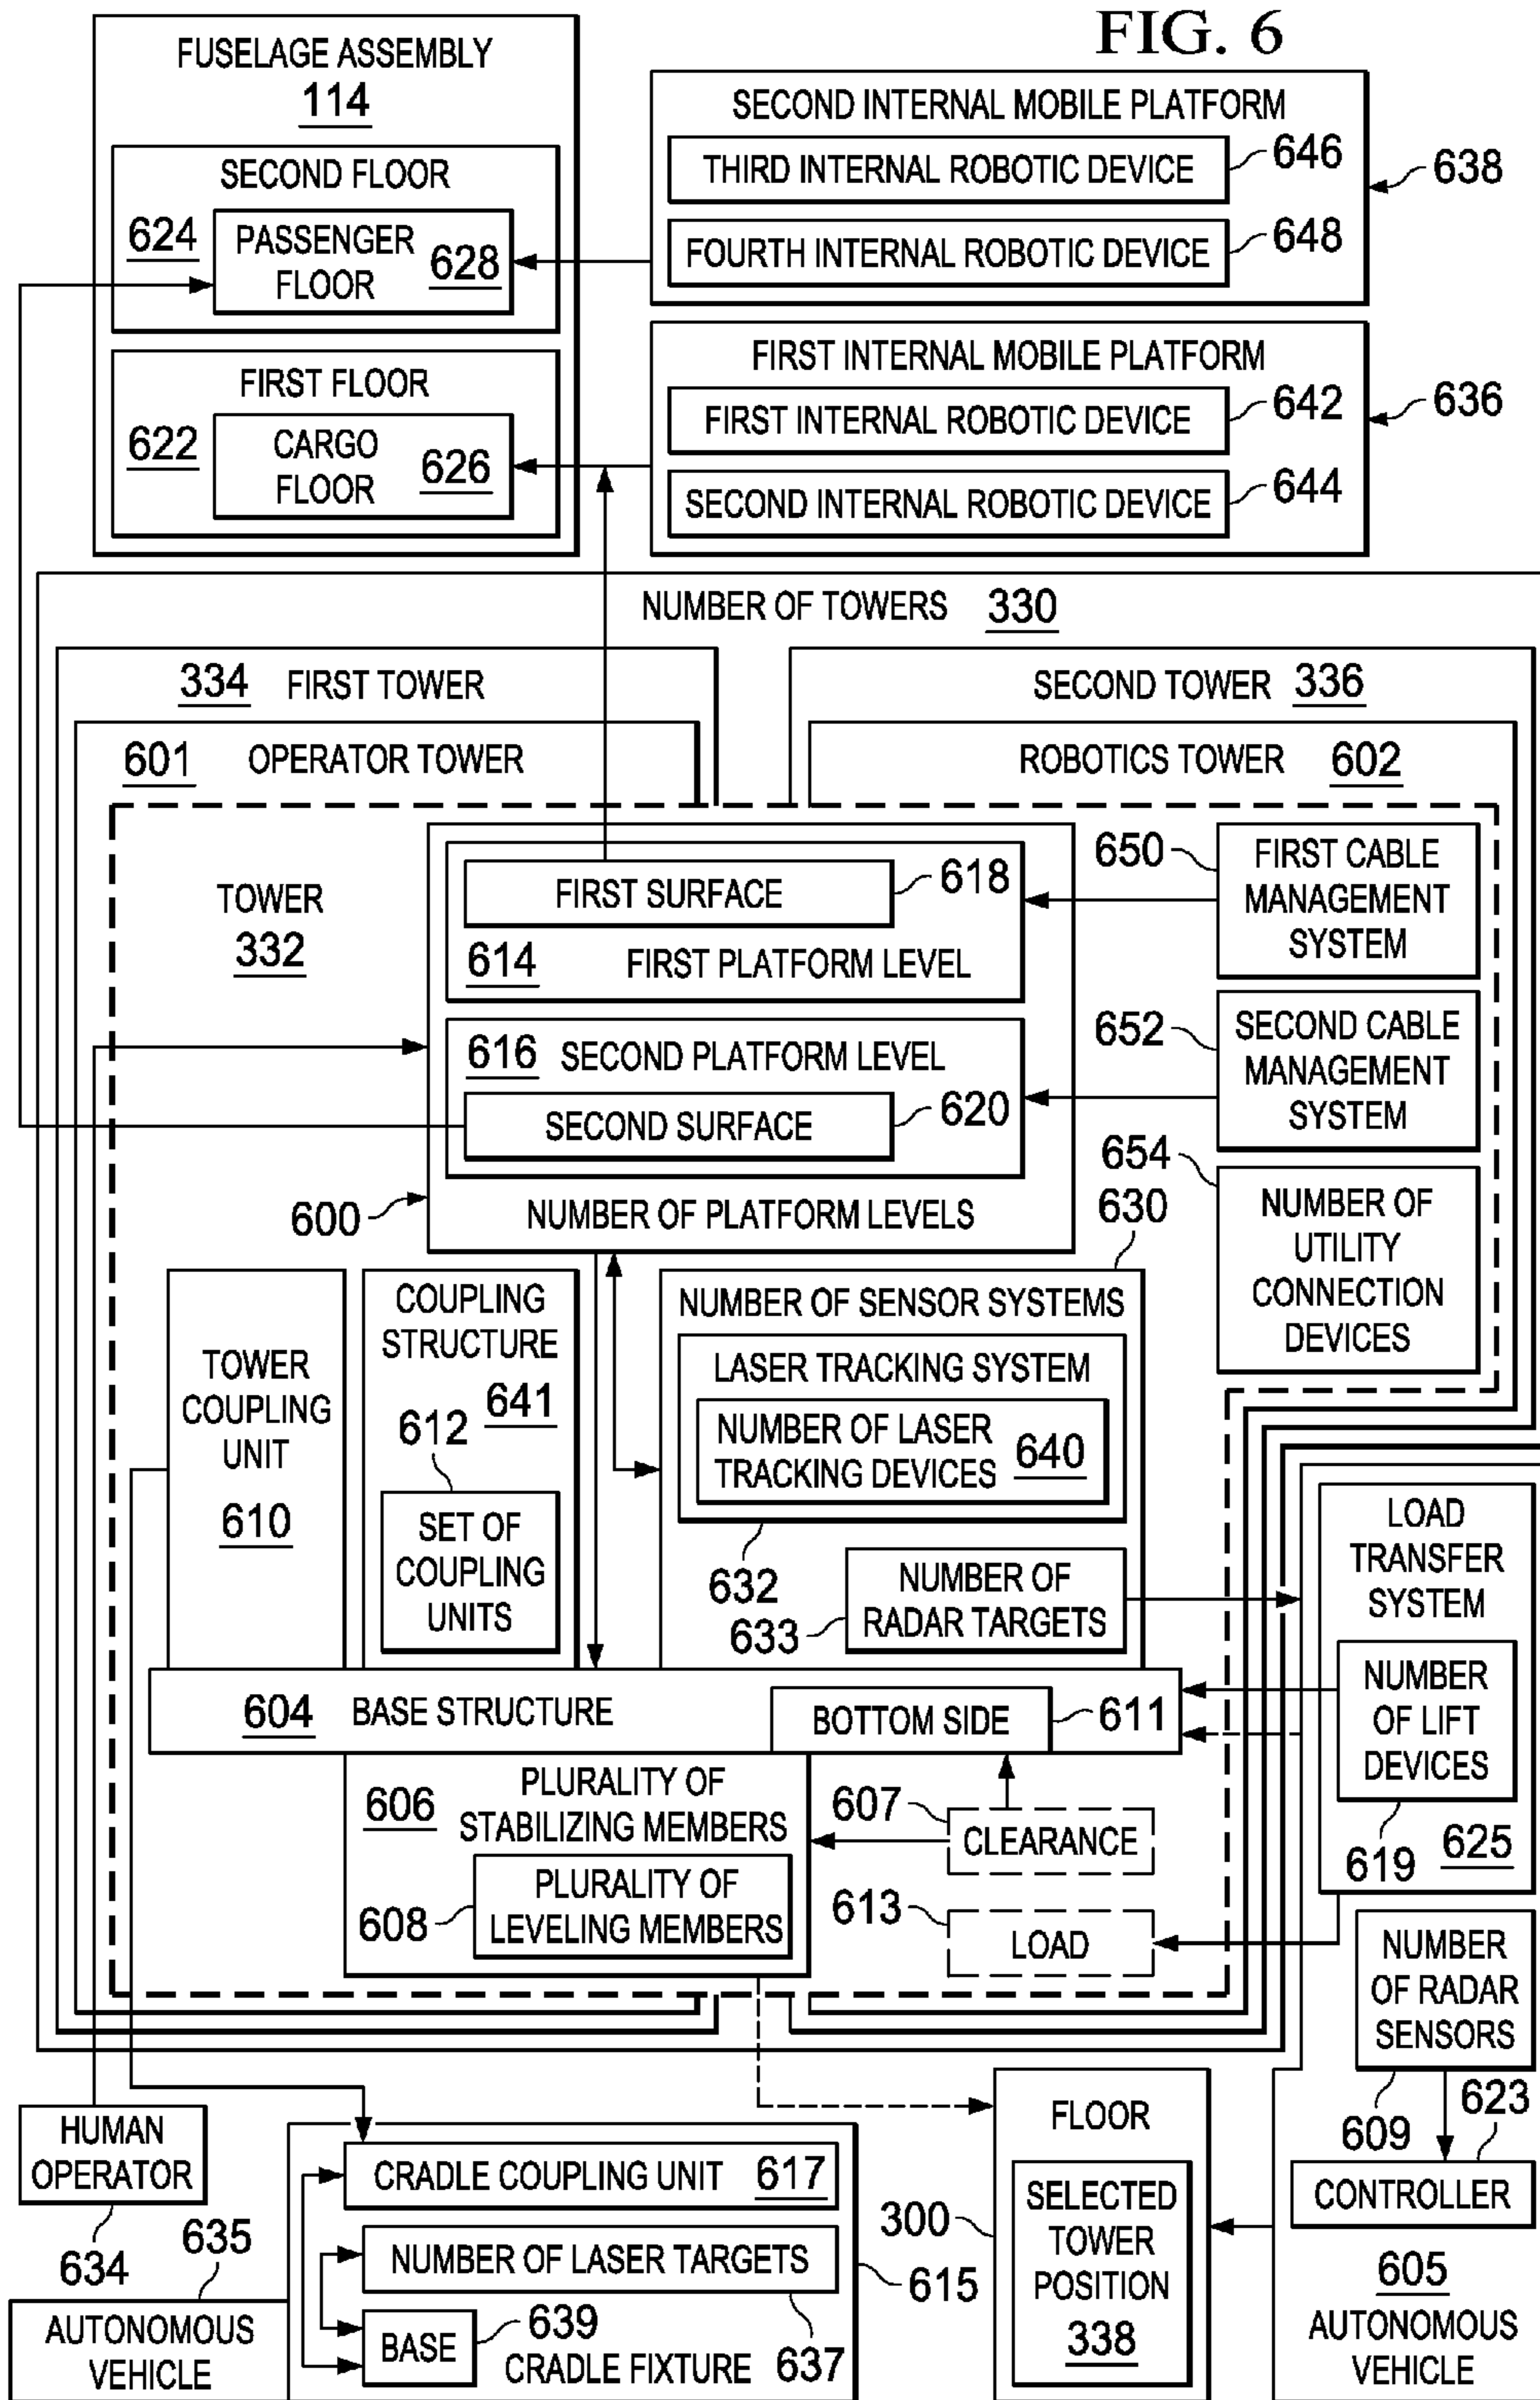 FIG. 6
FUSELAGE ASSEMBLY
114
SECOND FLOOR
624
PASSENGER
FLOOR
628
FIRST FLOOR
622
CARGO
FLOOR
626
SECOND INTERNAL MOBILE PLATFORM
THIRD INTERNAL ROBOTIC DEVICE
646
FOURTH INTERNAL ROBOTIC DEVICE
648
638
FIRST INTERNAL MOBILE PLATFORM
FIRST INTERNAL ROBOTIC DEVICE
642
SECOND INTERNAL ROBOTIC DEVICE
644
636
NUMBER OF TOWERS 330
334 FIRST TOWER
SECOND TOWER 336
601 OPERATOR TOWER
ROBOTICS TOWER 602
TOWER
332
FIRST SURFACE
618
614 FIRST PLATFORM LEVEL
616 SECOND PLATFORM LEVEL
SECOND SURFACE
620
600
NUMBER OF PLATFORM LEVELS
650
FIRST CABLE
MANAGEMENT
SYSTEM
652
SECOND CABLE
MANAGEMENT
SYSTEM
654
NUMBER OF
UTILITY
CONNECTION
DEVICES
630
TOWER
COUPLING
UNIT
610
COUPLING
STRUCTURE
641
612
SET OF
COUPLING
UNITS
NUMBER OF SENSOR SYSTEMS
LASER TRACKING SYSTEM
NUMBER OF LASER
TRACKING DEVICES
640
632
633
NUMBER OF
RADAR TARGETS
LOAD
TRANSFER
SYSTEM
NUMBER
OF LIFT
DEVICES
619
625
604 BASE STRUCTURE
BOTTOM SIDE
611
606
PLURALITY OF
STABILIZING MEMBERS
608
PLURALITY OF
LEVELING MEMBERS
607
CLEARANCE
613
LOAD
NUMBER
OF RADAR
SENSORS
609
623
CONTROLLER
605
AUTONOMOUS
VEHICLE
HUMAN
OPERATOR
634
635
AUTONOMOUS
VEHICLE
CRADLE COUPLING UNIT 617
NUMBER OF LASER TARGETS
637
BASE
639
CRADLE FIXTURE
615
FLOOR
300
SELECTED
TOWER
POSITION
338